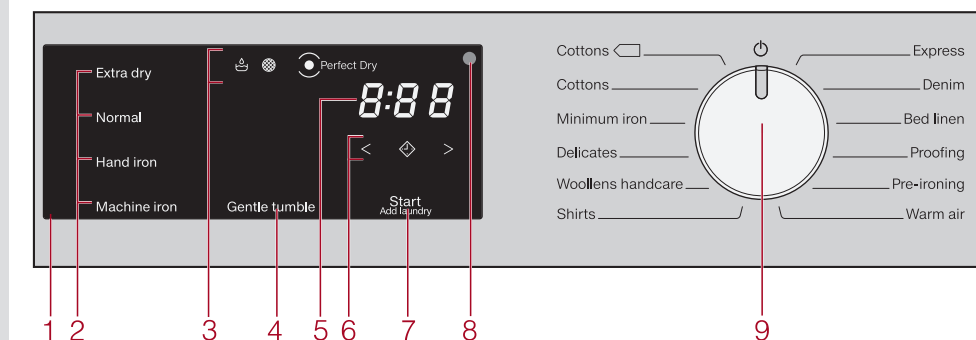 Extra dry
Normal
Hand iron
Machine iron
Perfect Dry
8:88
<
>
Gentle tumble
Start
Add laundry
Cottons
Cottons
Minimum iron
Delicates
Woollens handcare
Shirts
Express
Denim
Bed linen
Proofing
Pre-ironing
Warm air
1 2 3 4 5 6 7 8 9